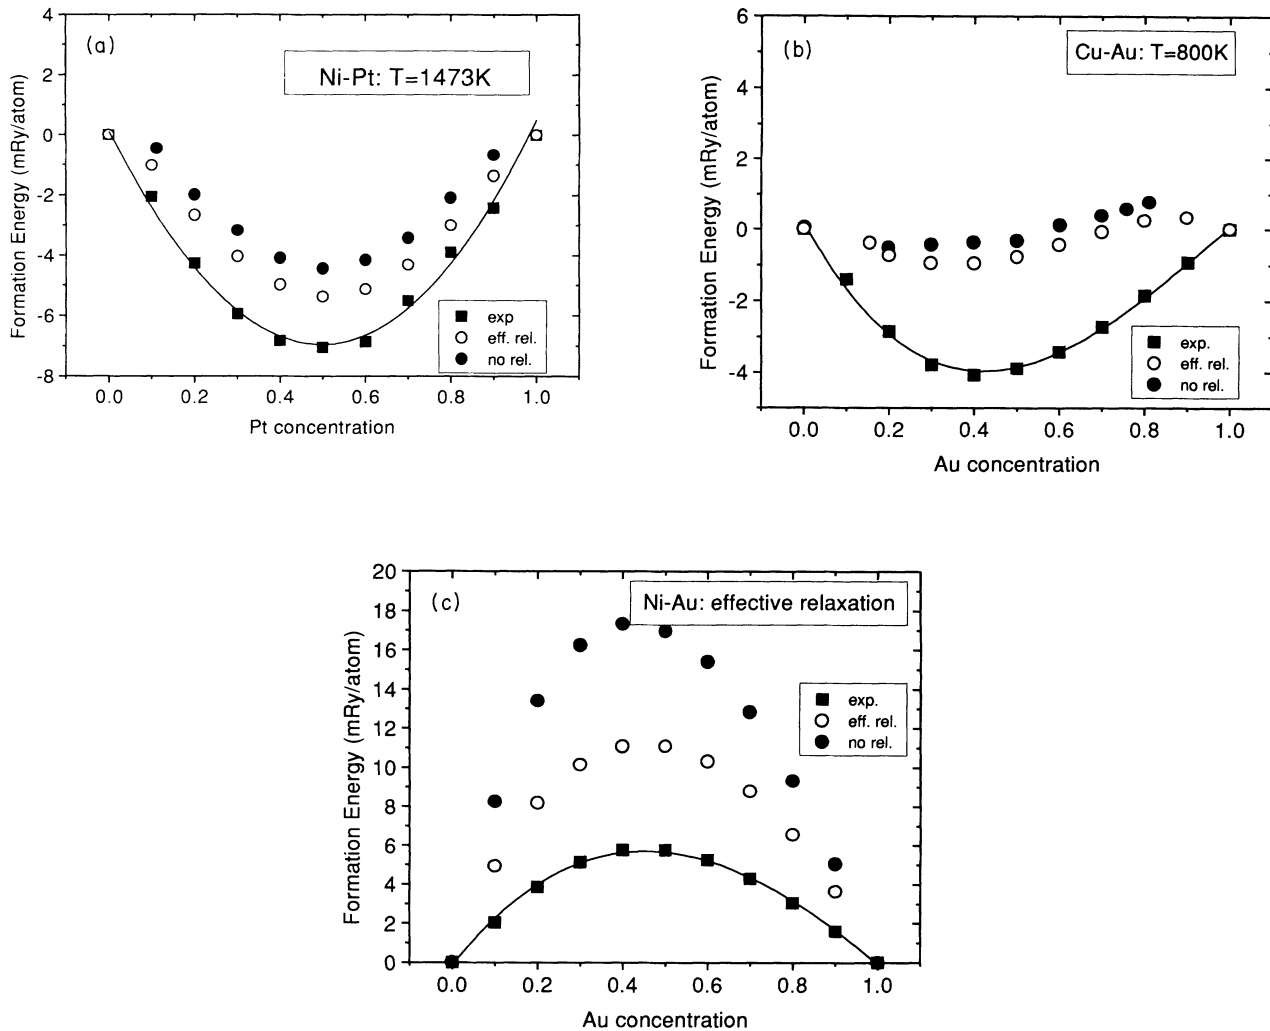 (a)
Ni-Pt: T=1473K
Formation Energy (mRy/atom)
4
2
0
-2
-4
-6
-8
exp
eff. rel.
no rel.
0.0 0.2 0.4 0.6 0.8 1.0
Pt concentration
(b)
Cu-Au: T=800K
Formation Energy (mRy/atom)
6
4
2
0
-2
-4
exp.
eff. rel.
no rel.
0.0 0.2 0.4 0.6 0.8 1.0
Au concentration
(c)
Ni-Au: effective relaxation
Formation Energy (mRy/atom)
20
18
16
14
12
10
8
6
4
2
0
exp.
eff. rel.
no rel.
0.0 0.2 0.4 0.6 0.8 1.0
Au concentration